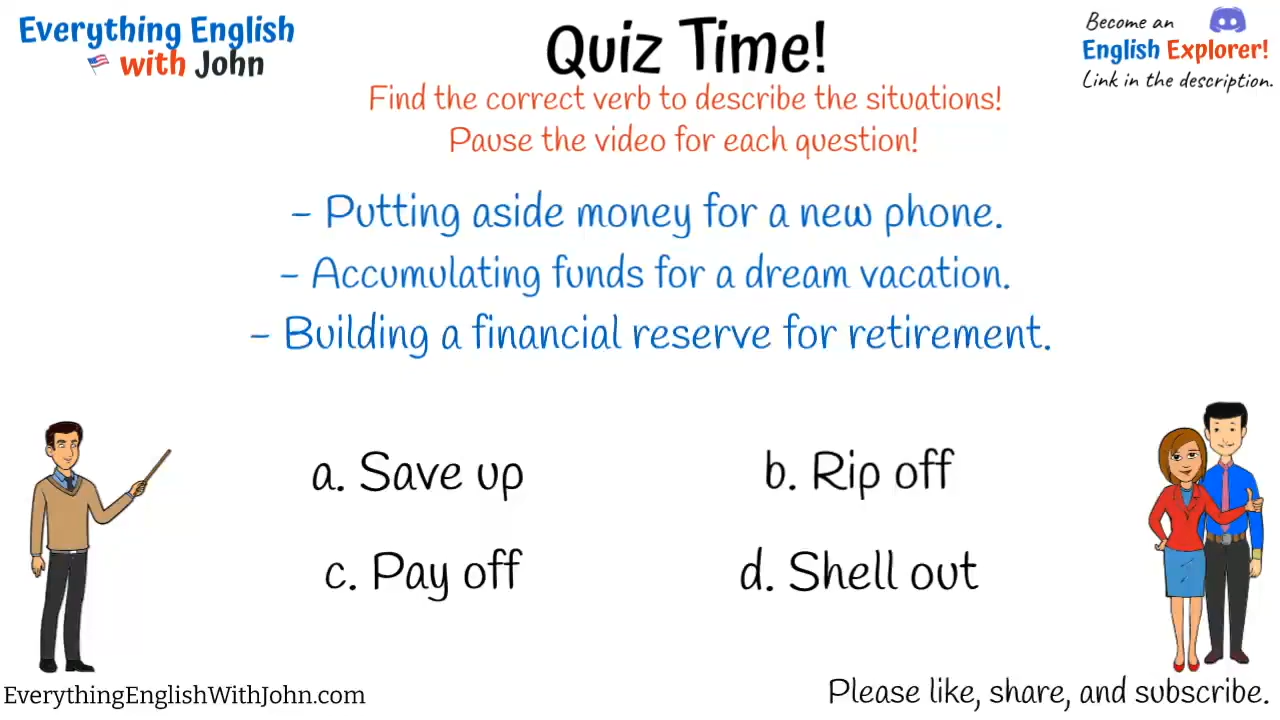 Everything English
with John
Quiz Time!
Become an
English Explorer!
Link in the description.
Find the correct verb to describe the situations!
Pause the video for each question!
- Putting aside money for a new phone.
- Accumulating funds for a dream vacation.
- Building a financial reserve for retirement.
a. Save up
b. Rip off
c. Pay off
d. Shell out
EverythingEnglishWithJohn.com
Please like, share, and subscribe.